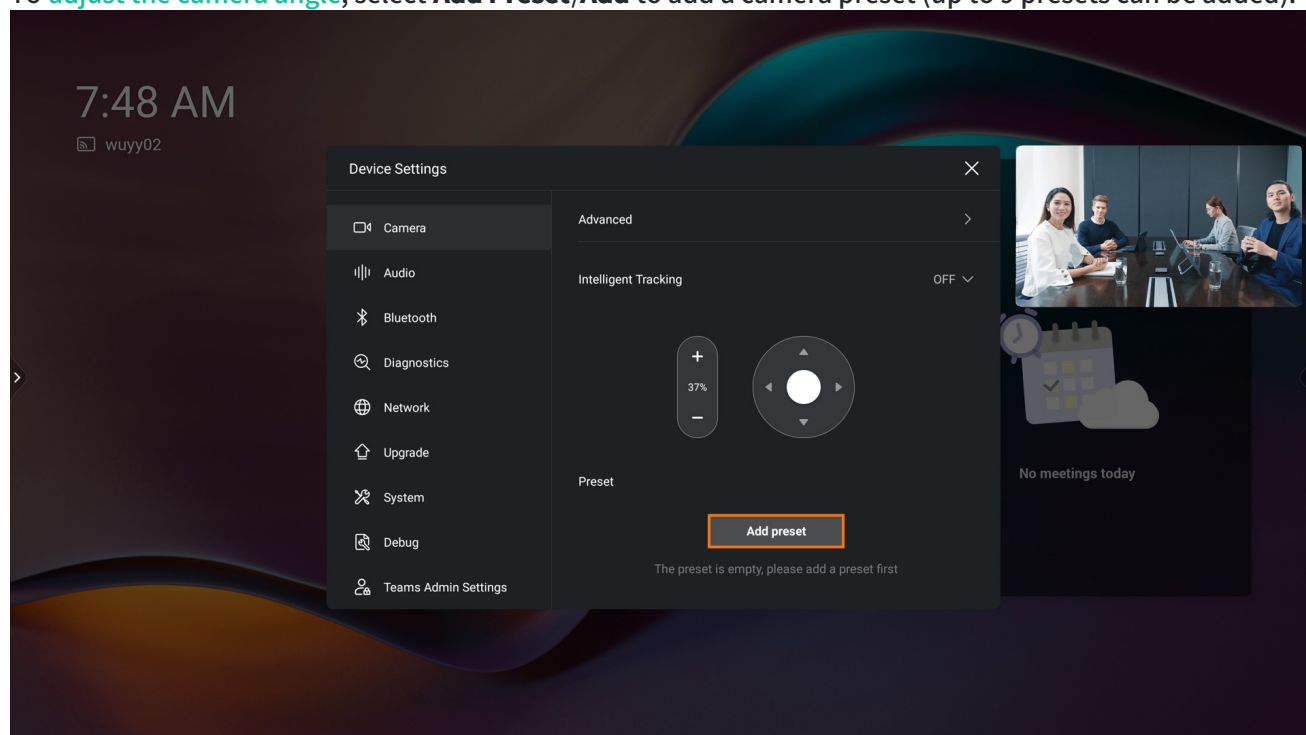 To adjust the camera angle, select Add Preset/Add to add a camera preset (up to 9 presets can be added).
7:48 AM
wuyy02
Device Settings
Camera
Audio
Bluetooth
Diagnostics
Network
Upgrade
System
Debug
Teams Admin Settings
Advanced
Intelligent Tracking OFF
37%
Preset
Add preset
The preset is empty, please add a preset first
No meetings today